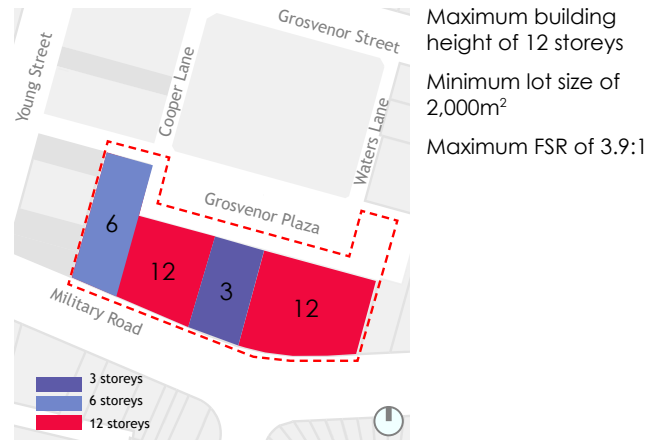 Grosvenor Street
Young Street
Cooper Lane
Waters Lane
Grosvenor Plaza
6
12
3
12
Military Road
3 storeys
6 storeys
12 storeys
Maximum building
height of 12 storeys
Minimum lot size of
2,000m²
Maximum FSR of 3.9:1